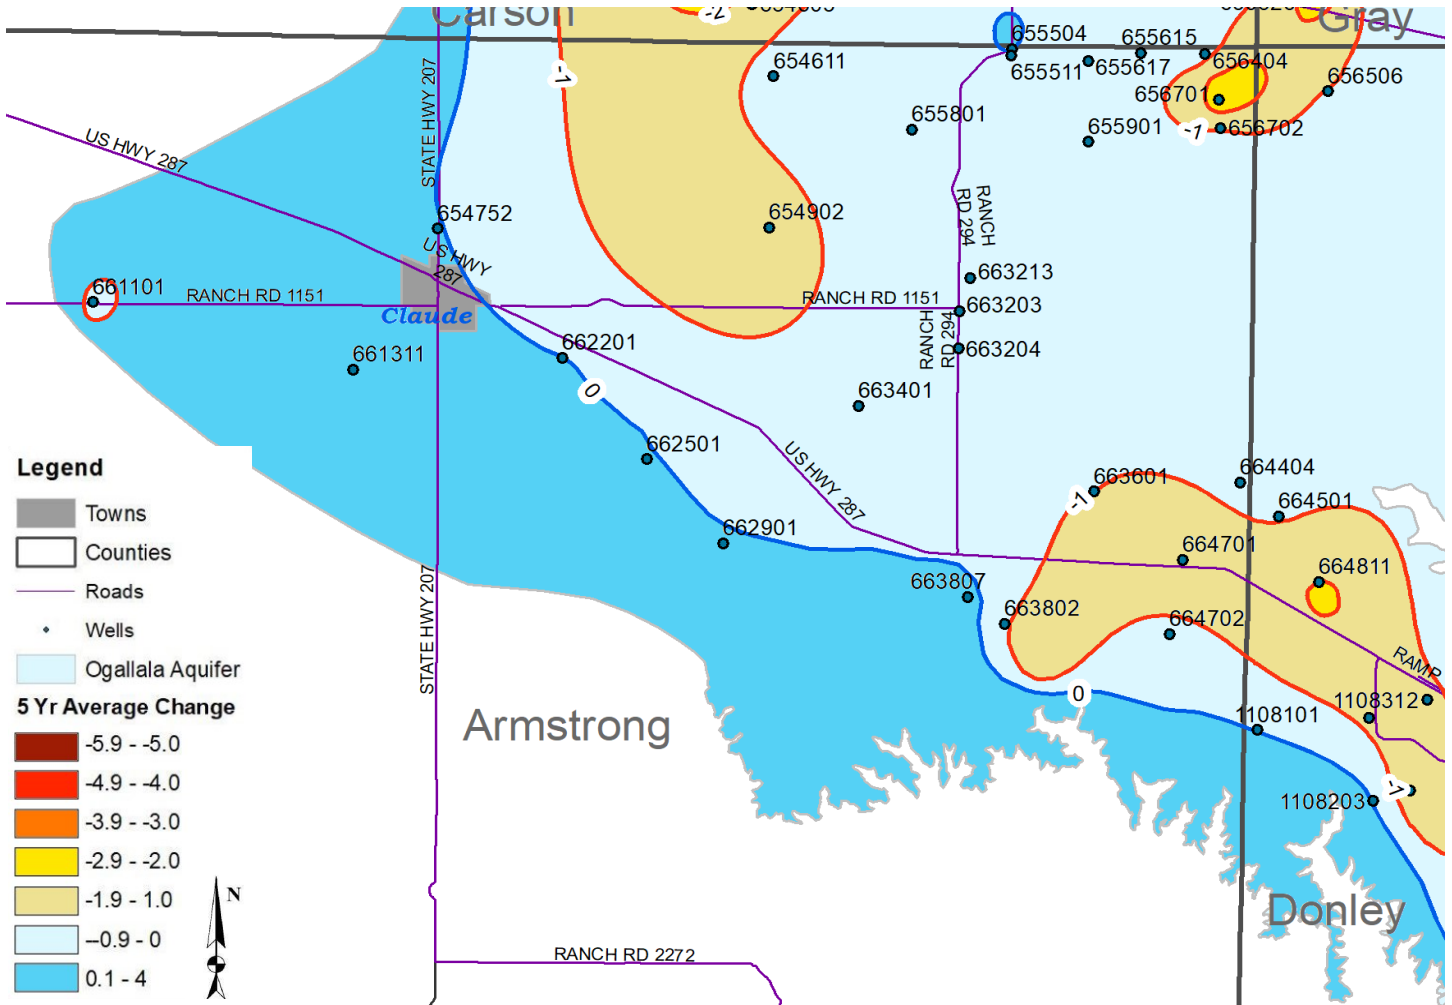 Carson
-2
Gray
655504
655615
655511
655617
656404
654611
656506
656701
-1
STATE HWY 207
US HWY 287
655801
655901
-1
656702
654752
654902
RANCH
RD 294
US HWY
287
663213
661101
RANCH RD 1151
RANCH RD 1151
663203
Claude
RANCH
RD 294
662201
663204
661311
0
663401
662501
US HWY 287
Legend
Towns
Counties
Roads
Wells
Ogallala Aquifer
5 Yr Average Change
-5.9 - -5.0
-4.9 - -4.0
-3.9 - -3.0
-2.9 - -2.0
-1.9 - 1.0
--0.9 - 0
0.1 - 4
N
663601
-1
664404
664501
662901
664701
663807
664811
663802
664702
STATE HWY 207
RAMP
0
1108312
Armstrong
1108101
-1
1108203
Donley
RANCH RD 2272